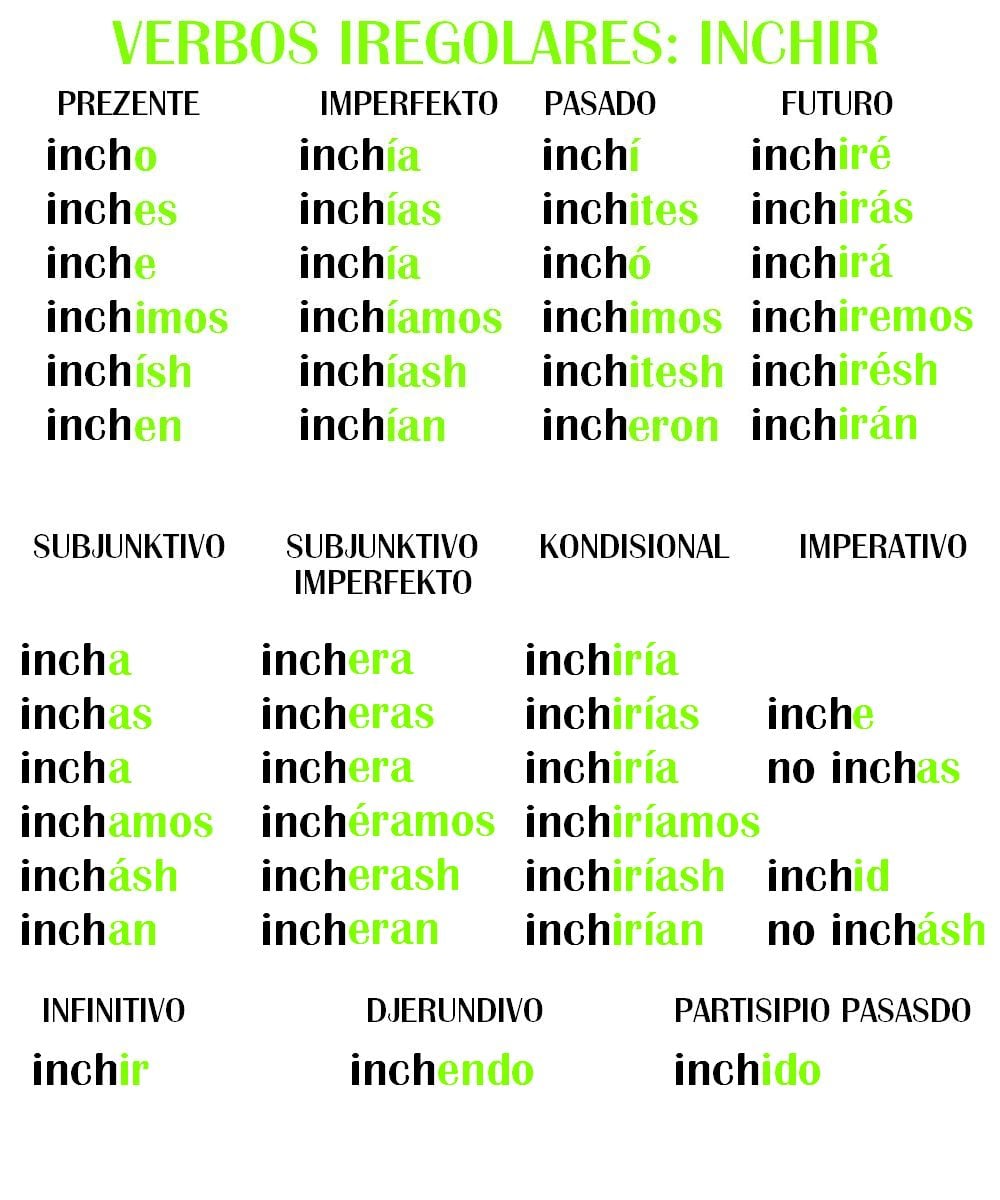 VERBOS IREGOLARES: INCHIR
PREZENTE IMPERFEKTO PASADO FUTURO
incho inchía inchí inchiré
inches inchías inchites inchirás
inche inchía inchó inchirá
inchimos inchíamos inchimos inchiremos
inchísh inchíash inchitesh inchirésh
inchen inchían incheron inchirán
SUBJUNKTIVO SUBJUNKTIVO KONDISIONAL IMPERATIVO
IMPERFEKTO
incha inchera inchiría
inchas incheras inchirías inche
incha inchera inchiría no inchas
inchamos inchéramos inchiríamos
inchásh incherash inchiríash inchid
inchan incheran inchirían no inchásh
INFINITIVO DJERUNDIVO PARTISIPIO PASASDO
inchir inchendo inchido